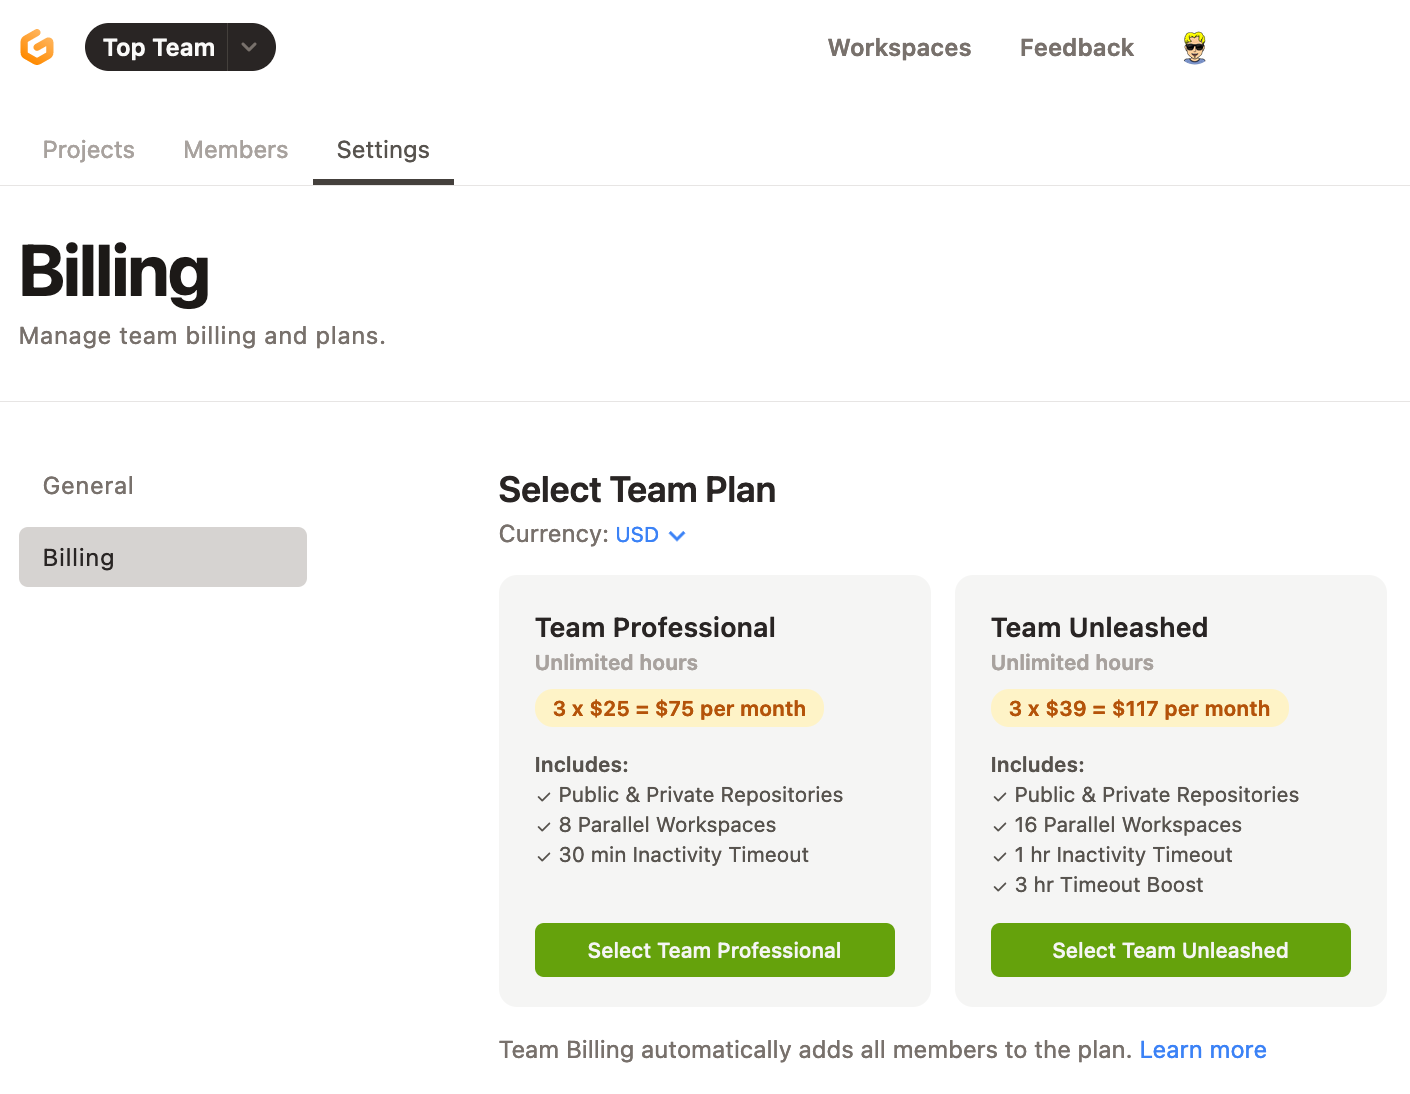 Top Team
Workspaces
Feedback
Projects
Members
Settings
Billing
Manage team billing and plans.
General
Billing
Select Team Plan
Currency: USD
Team Professional
Unlimited hours
3 x $25 = $75 per month
Includes:
Public & Private Repositories
8 Parallel Workspaces
30 min Inactivity Timeout
Select Team Professional
Team Unleashed
Unlimited hours
3 x $39 = $117 per month
Includes:
Public & Private Repositories
16 Parallel Workspaces
1 hr Inactivity Timeout
3 hr Timeout Boost
Select Team Unleashed
Team Billing automatically adds all members to the plan. Learn more